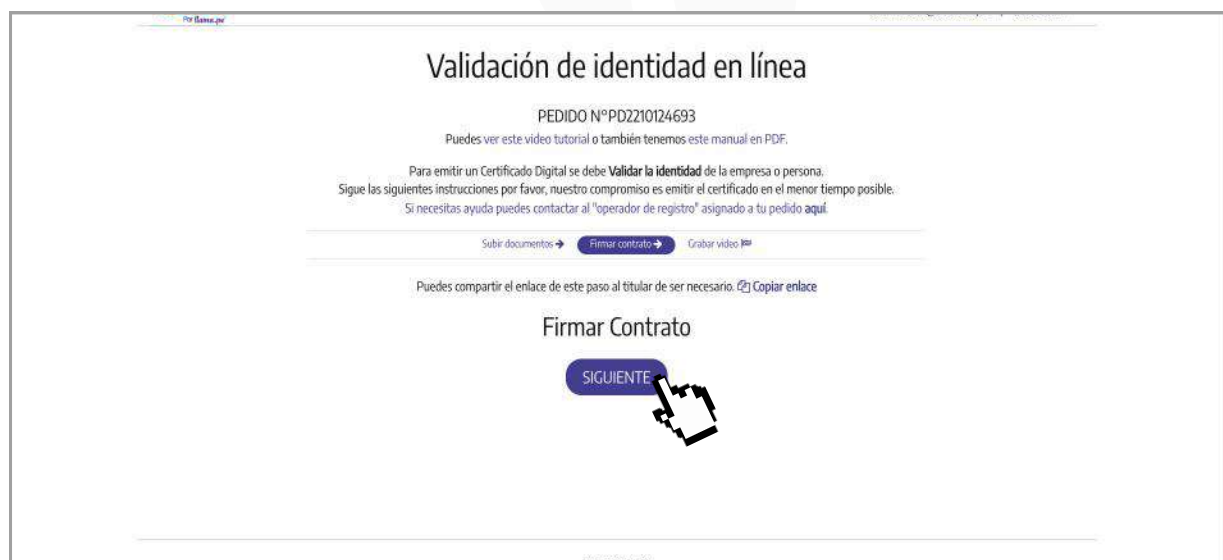 Por llama.pe
Validación de identidad en línea
PEDIDO N°PD2210124693
Puedes ver este video tutorial o también tenemos este manual en PDF.
Para emitir un Certificado Digital se debe Validar la identidad de la empresa o persona.
Sigue las siguientes instrucciones por favor, nuestro compromiso es emitir el certificado en el menor tiempo posible.
Si necesitas ayuda puedes contactar al "operador de registro" asignado a tu pedido aquí.
Subir documentos → Firmar contrato → Grabar video
Puedes compartir el enlace de este paso al titular de ser necesario. Copiar enlace
Firmar Contrato
SIGUIENTE